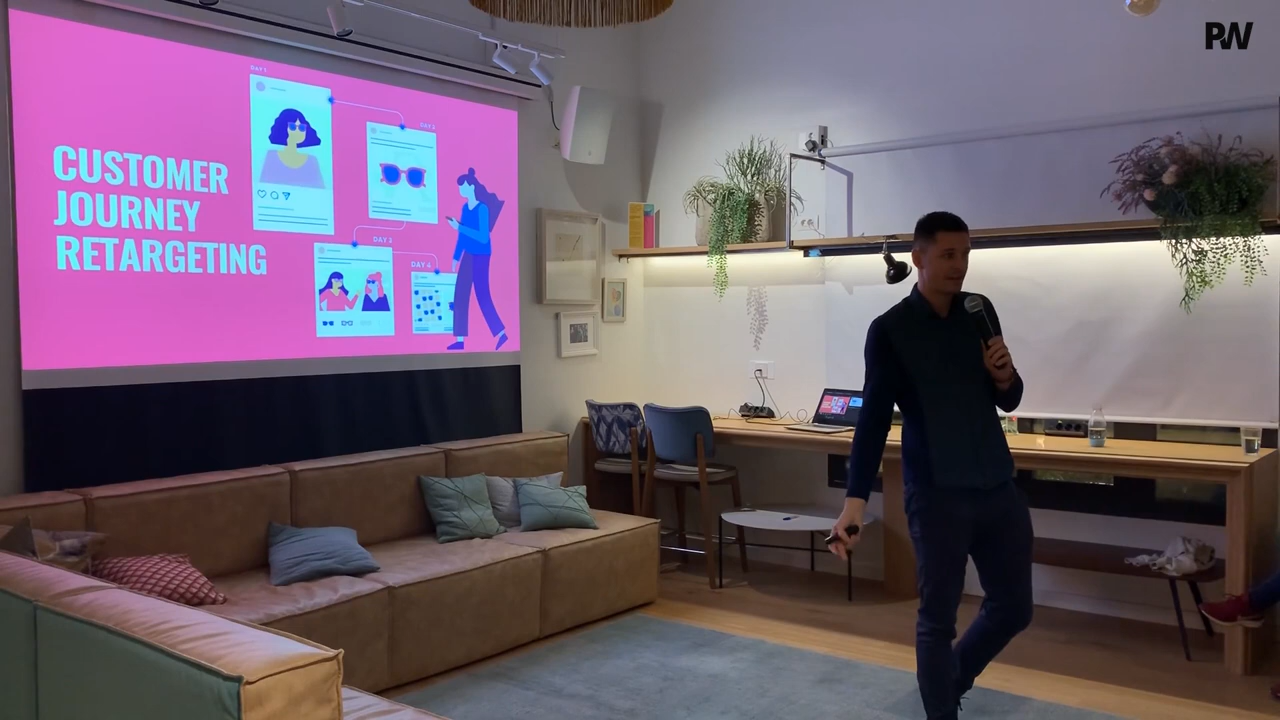 CUSTOMER
JOURNEY
RETARGETING
DAY 1
DAY 2
DAY 3
DAY 4
PW